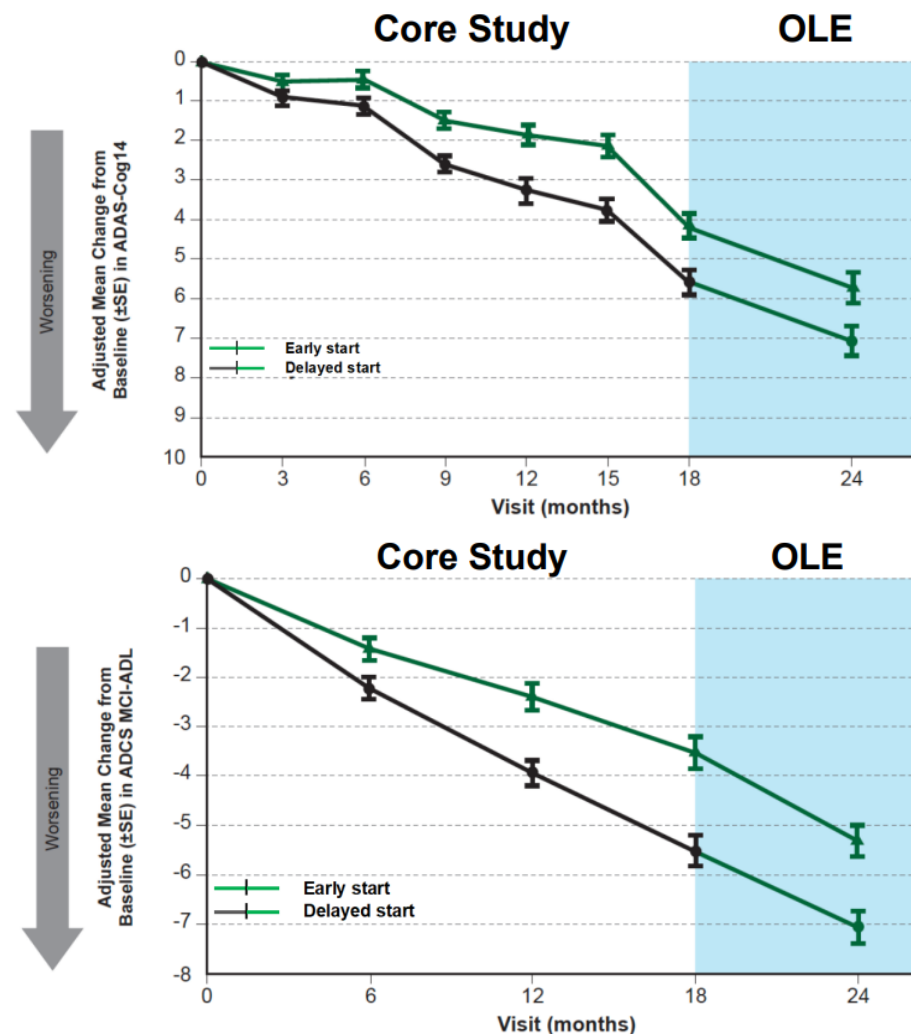 Core Study OLE
0
1
2
3
4
5
6
7
8
9
10
Worsening
Adjusted Mean Change from
Baseline (±SE) in ADAS-Cog14
Early start
Delayed start
0 3 6 9 12 15 18 24
Visit (months)
Core Study OLE
0
-1
-2
-3
-4
-5
-6
-7
-8
Worsening
Adjusted Mean Change from
Baseline (±SE) in ADCS MCI-ADL
Early start
Delayed start
0 6 12 18 24
Visit (months)